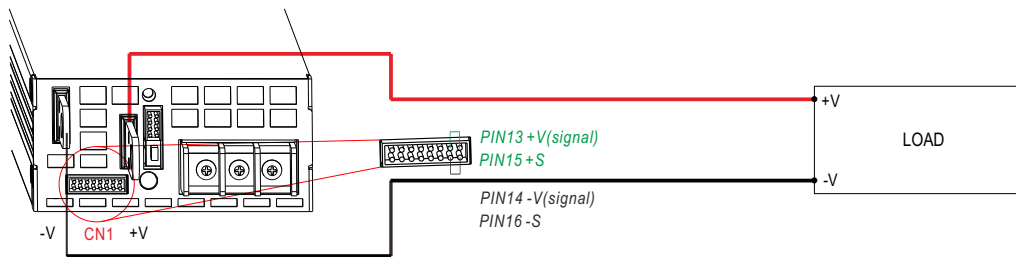 PIN13 +V(signal)
PIN15 +S
PIN14 -V(signal)
PIN16 -S
+V
LOAD
-V
-V
CN1
+V